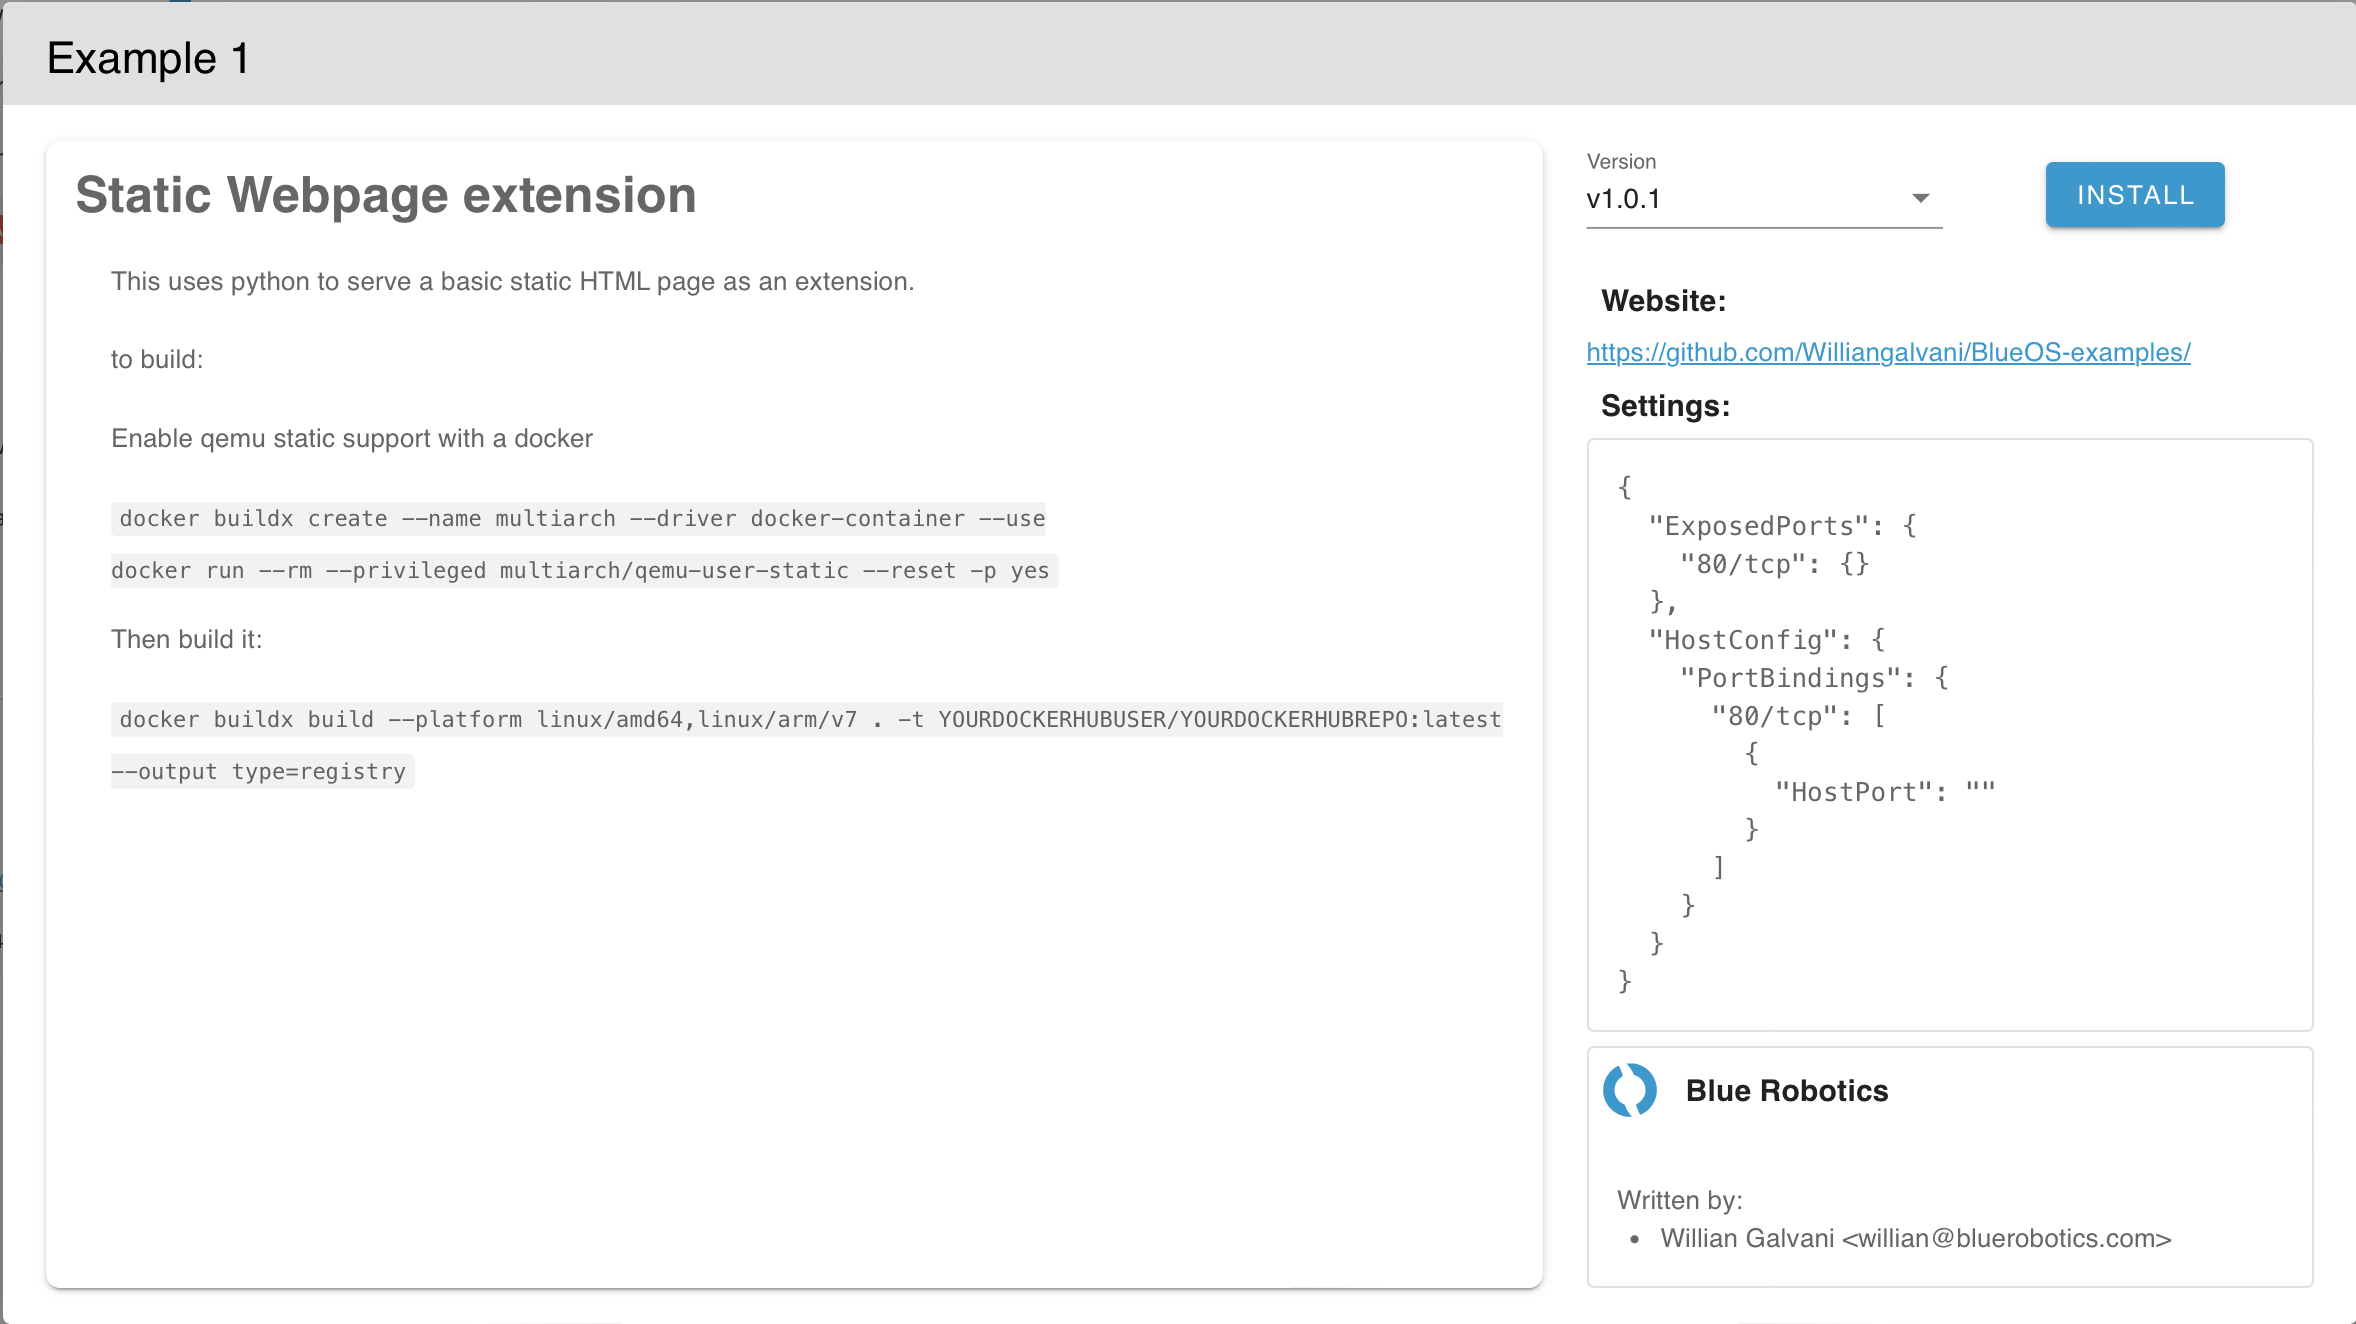 Example 1
Static Webpage extension
This uses python to serve a basic static HTML page as an extension.
to build:
Enable qemu static support with a docker
docker buildx create --name multiarch --driver docker-container --use
docker run --rm --privileged multiarch/qemu-user-static --reset -p yes
Then build it:
docker buildx build --platform linux/amd64,linux/arm/v7 . -t YOURDOCKERHUBUSER/YOURDOCKERHUBREPO:latest
--output type=registry
Version
v1.0.1
INSTALL
Website:
https://github.com/Williangalvani/BlueOS-examples/
Settings:
{
  "ExposedPorts": {
    "80/tcp": {}
  },
  "HostConfig": {
    "PortBindings": {
      "80/tcp": [
        {
          "HostPort": ""
        }
      ]
    }
  }
}
Blue Robotics
Written by:
• Willian Galvani <willian@bluerobotics.com>